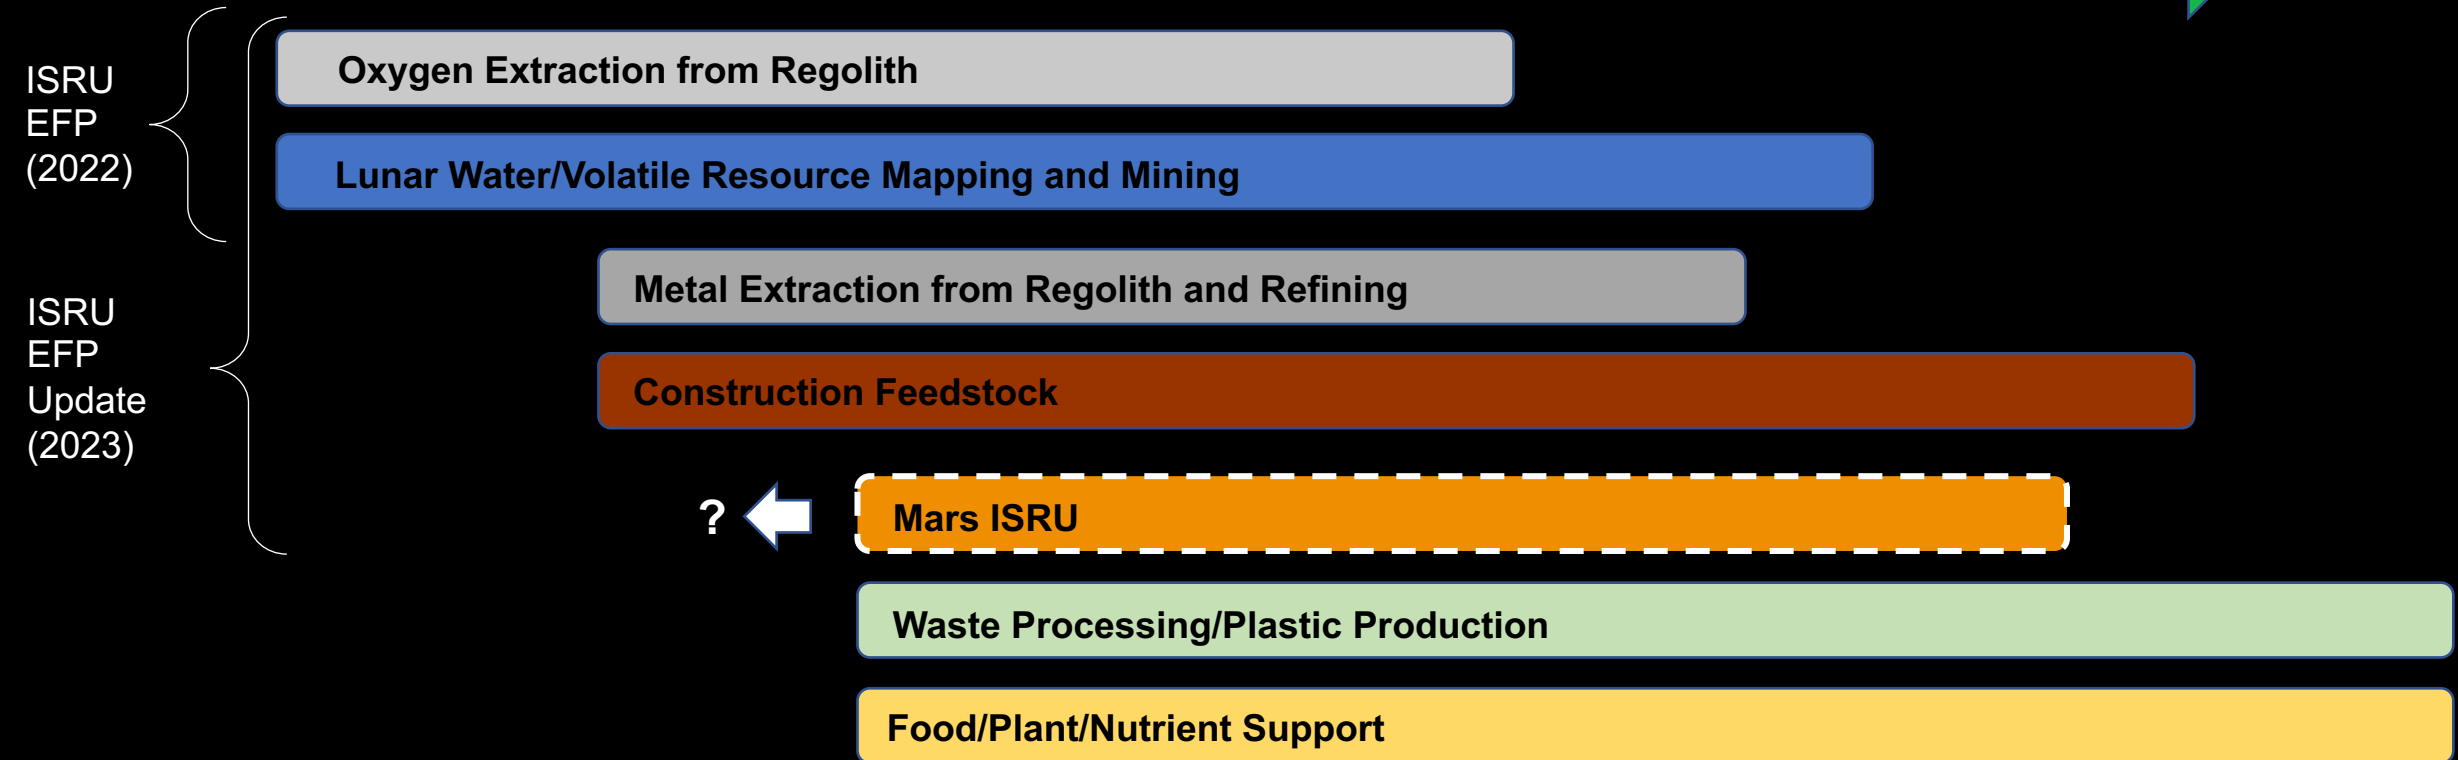 ISRU
EFP
(2022)
Oxygen Extraction from Regolith
Lunar Water/Volatile Resource Mapping and Mining
ISRU
EFP
Update
(2023)
Metal Extraction from Regolith and Refining
Construction Feedstock
?
Mars ISRU
Waste Processing/Plastic Production
Food/Plant/Nutrient Support